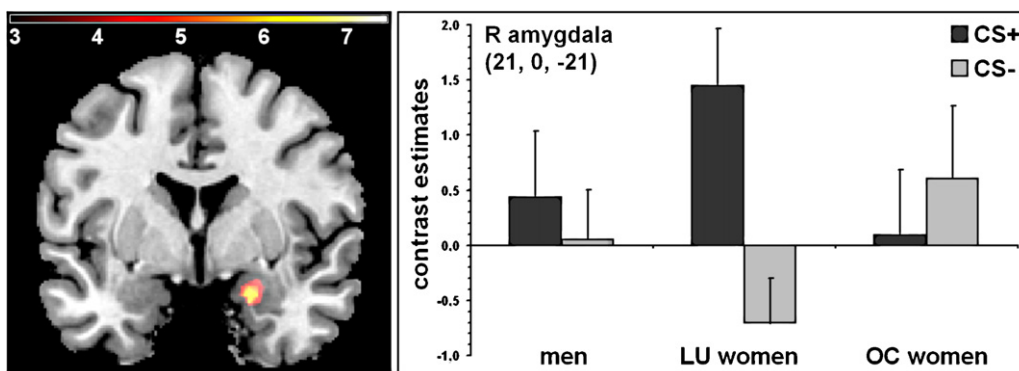 3 4 5 6 7
R amygdala
(21, 0, -21)
CS+
CS-
contrast estimates
2.0
1.5
1.0
0.5
0.0
-0.5
-1.0
men LU women OC women